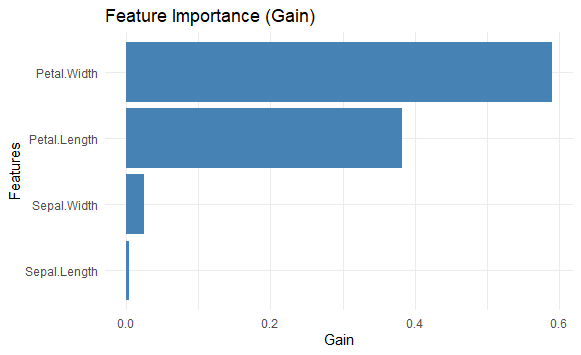 Feature Importance (Gain)
Features
Petal.Width
Petal.Length
Sepal.Width
Sepal.Length
0.0 0.2 0.4 0.6
Gain